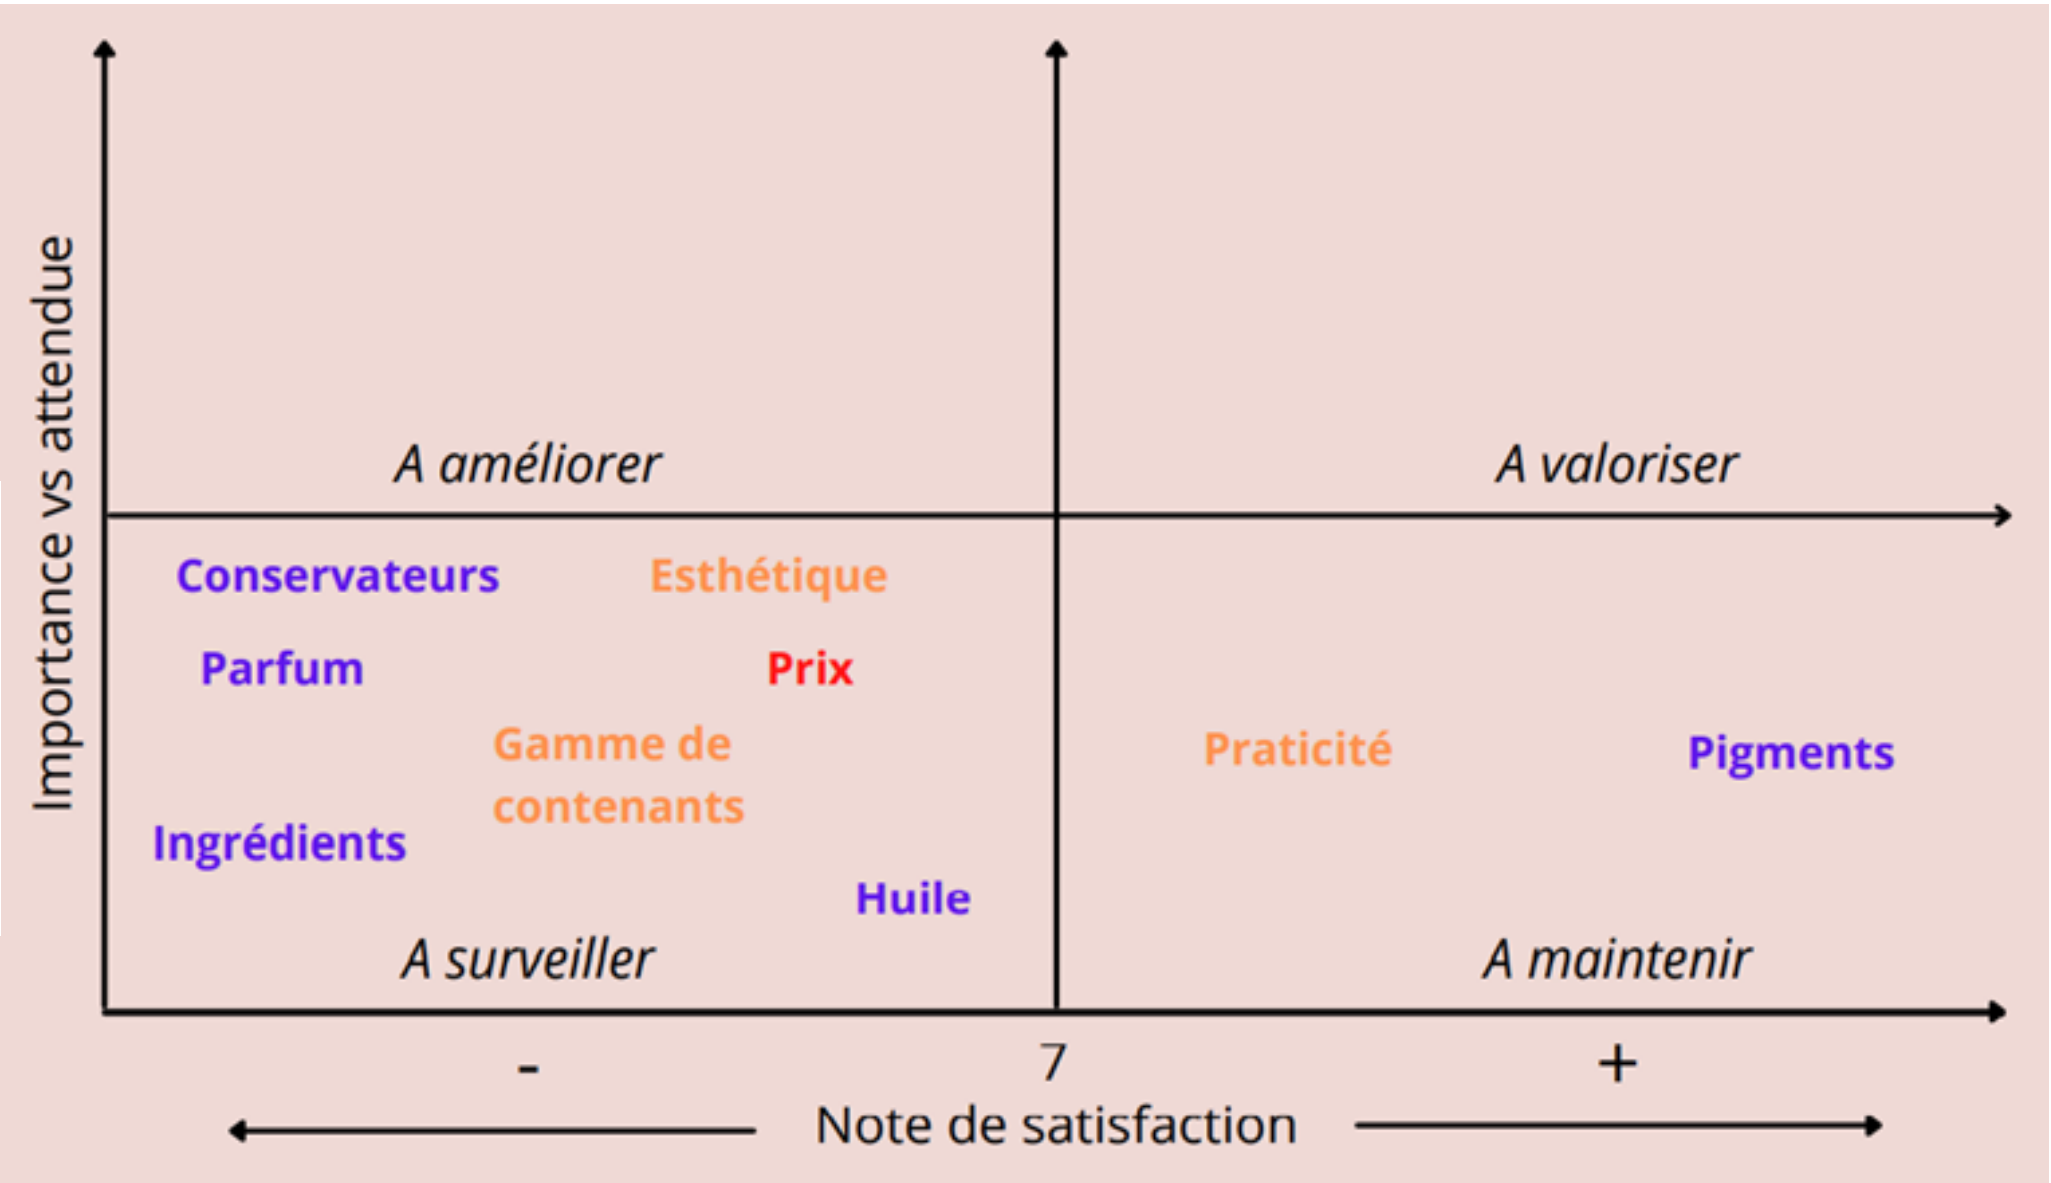 Importance vs attendue
A améliorer
A valoriser
Conservateurs
Esthétique
Parfum
Prix
Gamme de
contenants
Praticité
Pigments
Ingrédients
Huile
A surveiller
A maintenir
-
7
+
Note de satisfaction